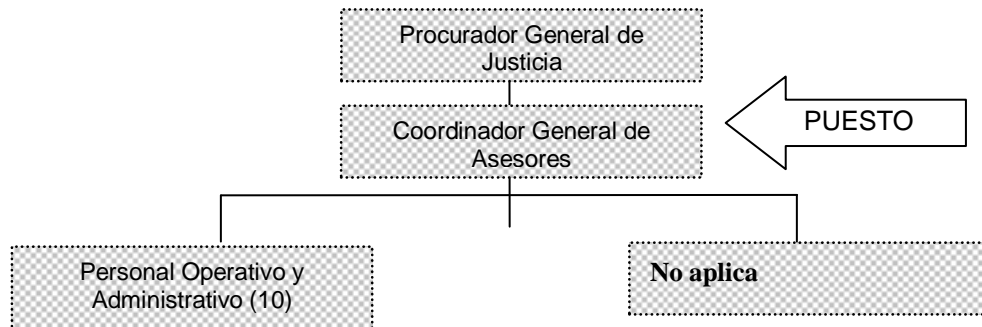 Procurador General de
Justicia
Coordinador General de
Asesores
PUESTO
Personal Operativo y
Administrativo (10)
No aplica